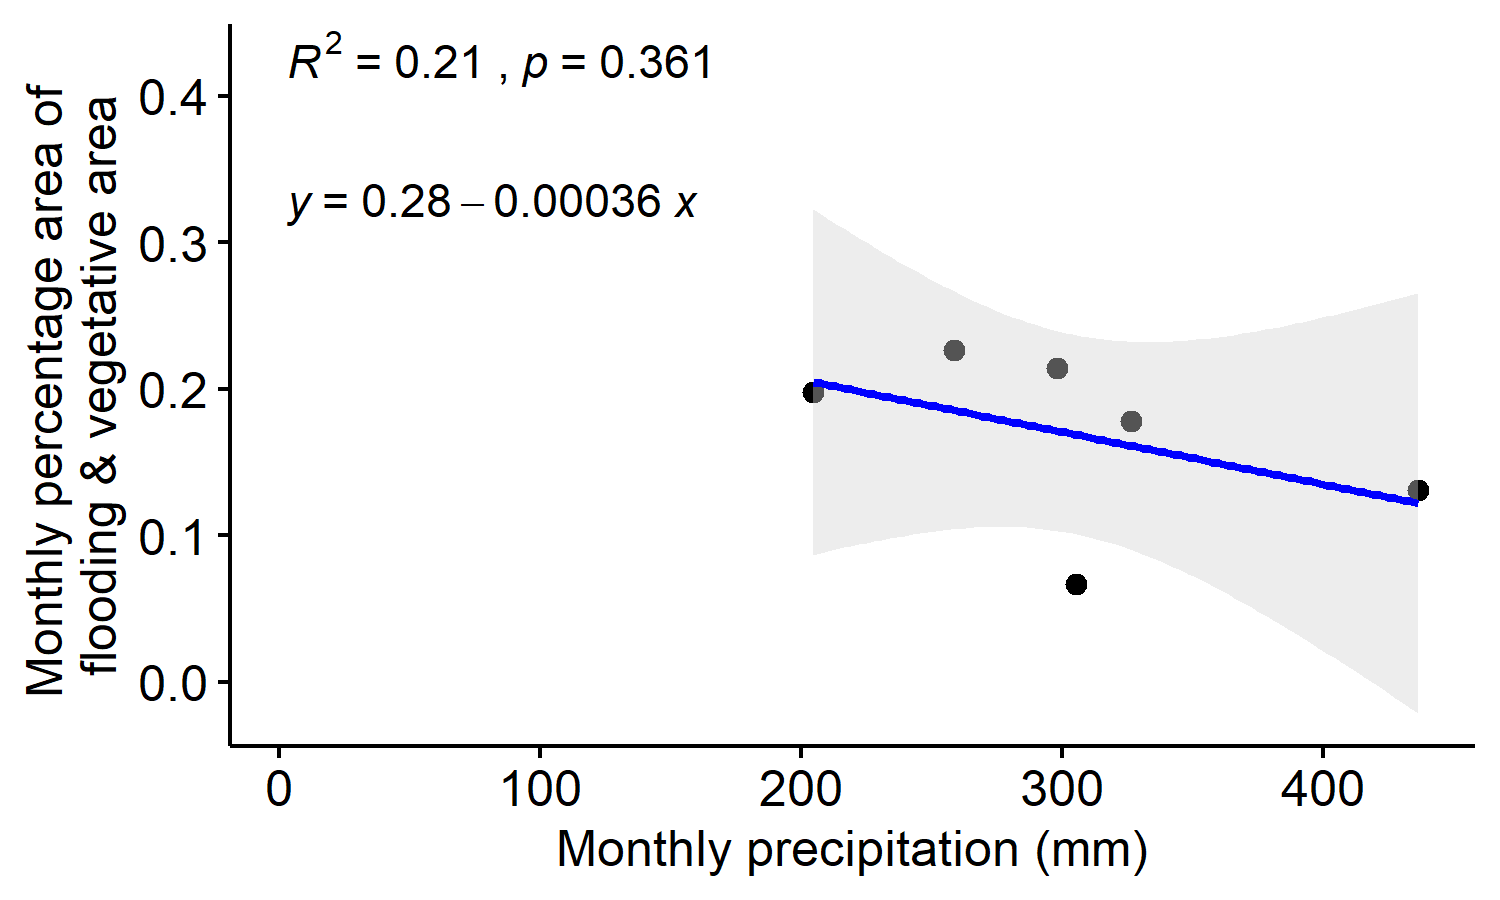 R² = 0.21 , p = 0.361
y = 0.28 – 0.00036 x
Monthly percentage area of
flooding & vegetative area
0.4
0.3
0.2
0.1
0.0
0 100 200 300 400
Monthly precipitation (mm)